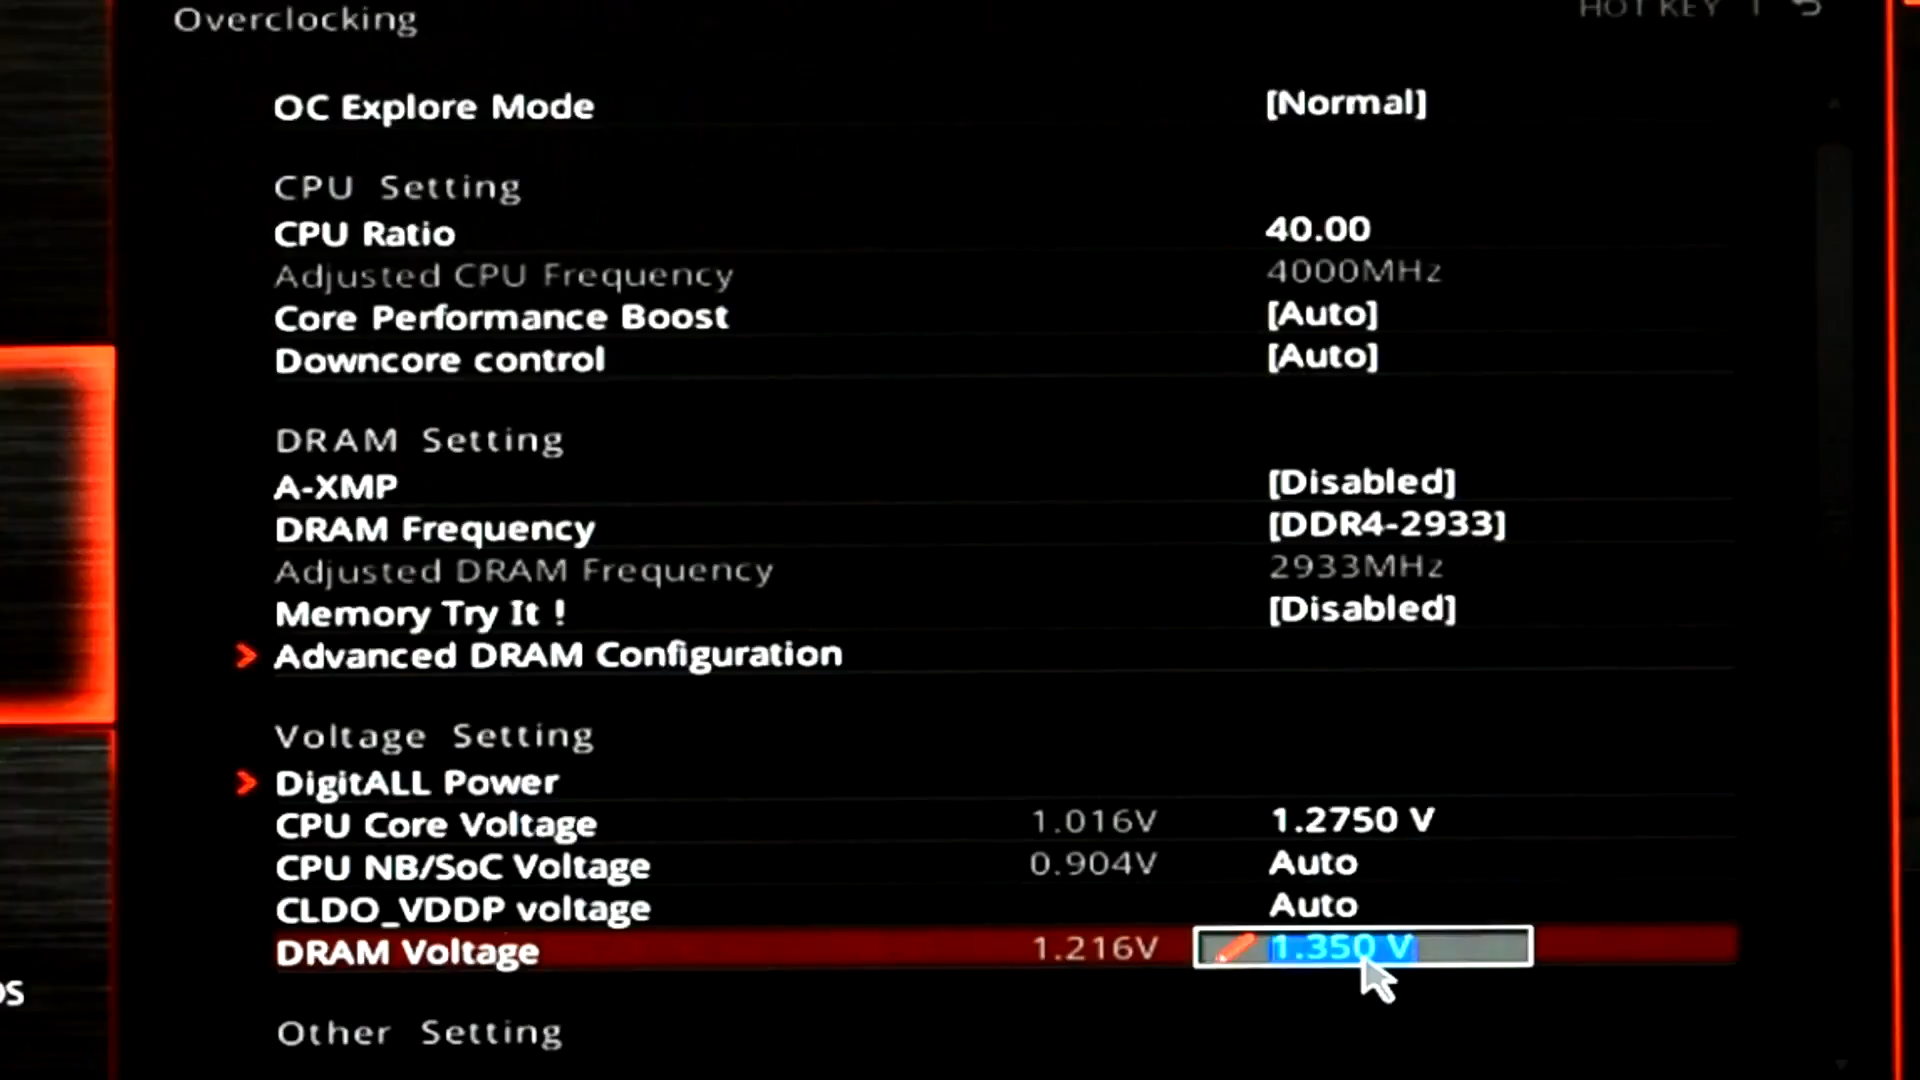 Overclocking
HOT KEY |
OC Explore Mode [Normal]
CPU Setting
CPU Ratio 40.00
Adjusted CPU Frequency 4000MHz
Core Performance Boost [Auto]
Downcore control [Auto]
DRAM Setting
A-XMP [Disabled]
DRAM Frequency [DDR4-2933]
Adjusted DRAM Frequency 2933MHz
Memory Try It ! [Disabled]
> Advanced DRAM Configuration
Voltage Setting
> DigitALL Power
CPU Core Voltage 1.016V 1.2750 V
CPU NB/SoC Voltage 0.904V Auto
CLDO_VDDP voltage Auto
DRAM Voltage 1.216V 1.350 V
Other Setting